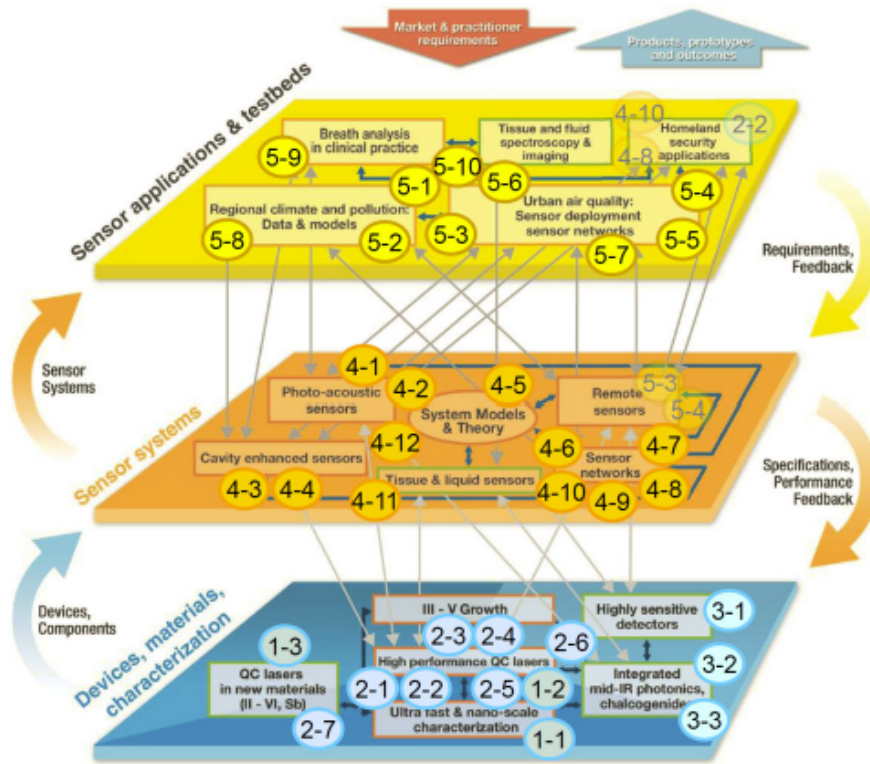 Market & practitioner
requirements
Products, prototypes
and outcomes
Sensor applications & testbeds
4-10
2-2
Breath analysis
in clinical practice
Tissue and fluid
spectroscopy &
imaging
Homeland
security
applications
4-8
5-9
5-10
5-1
5-6
5-4
Regional climate and pollution:
Data & models
Urban air quality:
Sensor deployment
sensor networks
5-8
5-2
5-3
5-7
5-5
Requirements,
Feedback
Sensor
Systems
Sensor systems
4-1
4-2
4-5
5-3
5-4
Photo-acoustic
sensors
System Models
& Theory
Remote
sensors
4-12
4-6
4-7
Cavity enhanced sensors
Sensor
networks
Tissue & liquid sensors
4-3
4-4
4-11
4-10
4-9
4-8
Specifications,
Performance
Feedback
Devices,
Components
Devices, materials,
characterization
III - V Growth
Highly sensitive
detectors
3-1
1-3
2-3
2-4
2-6
High performance QC lasers
3-2
QC lasers
in new materials
(II - VI, Sb)
Integrated
mid-IR photonics,
chalcogenide
2-1
2-2
2-5
1-2
Ultra fast & nano-scale
characterization
2-7
1-1
3-3